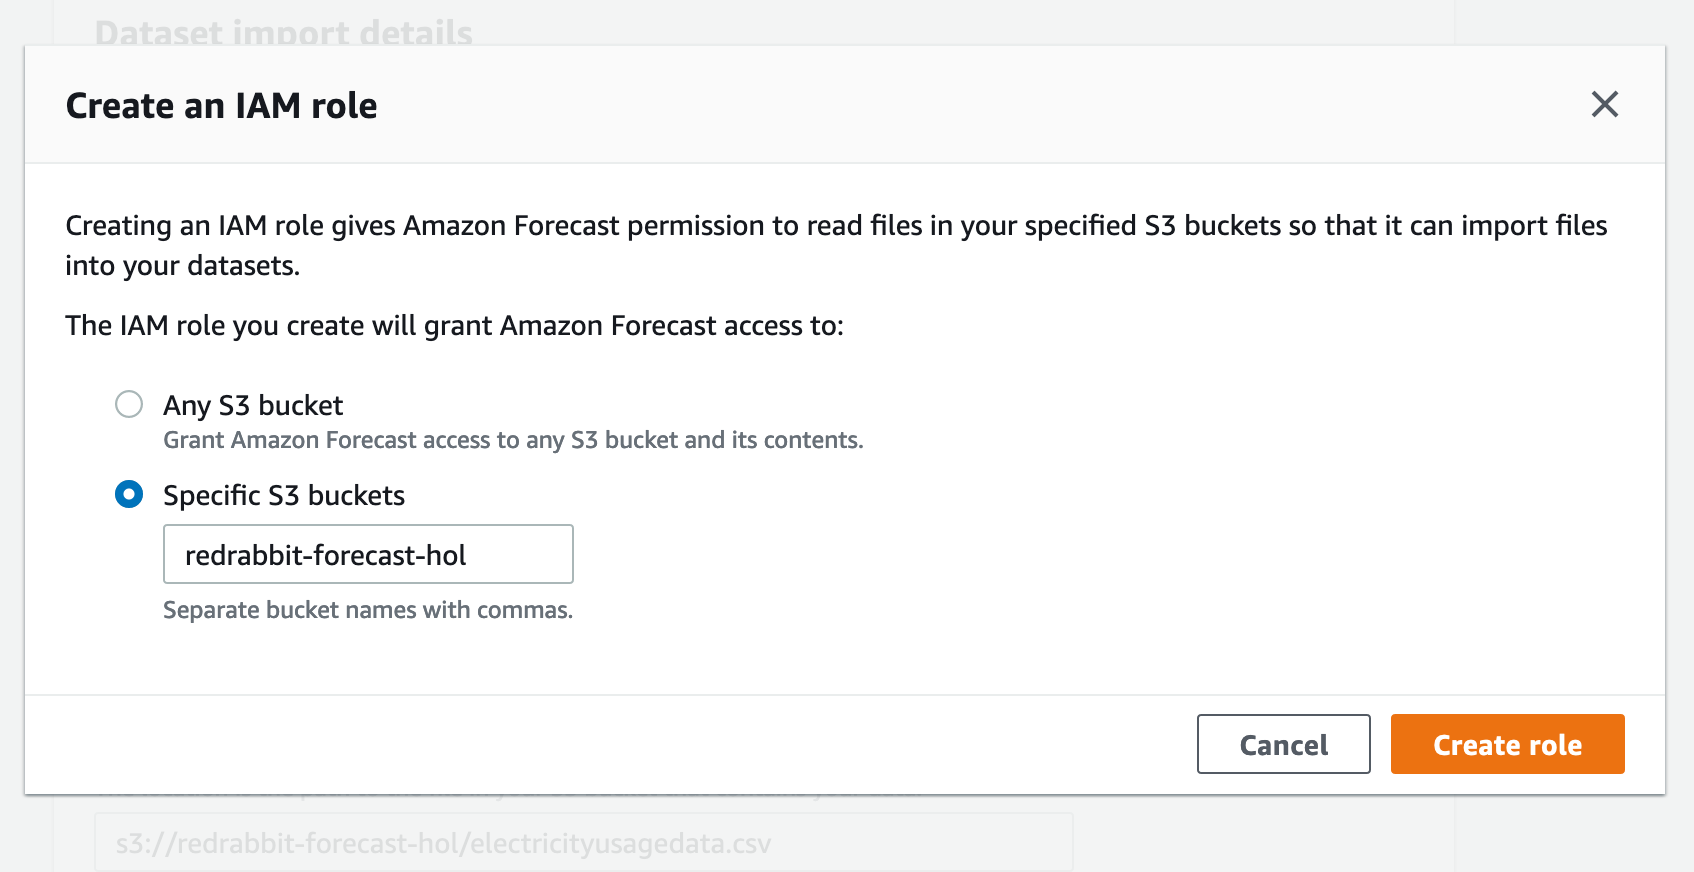 Dataset import details
Create an IAM role
Creating an IAM role gives Amazon Forecast permission to read files in your specified S3 buckets so that it can import files
into your datasets.
The IAM role you create will grant Amazon Forecast access to:
Any S3 bucket
Grant Amazon Forecast access to any S3 bucket and its contents.
Specific S3 buckets
redrabbit-forecast-hol
Separate bucket names with commas.
Cancel
Create role
s3://redrabbit-forecast-hol/electricityusagedata.csv